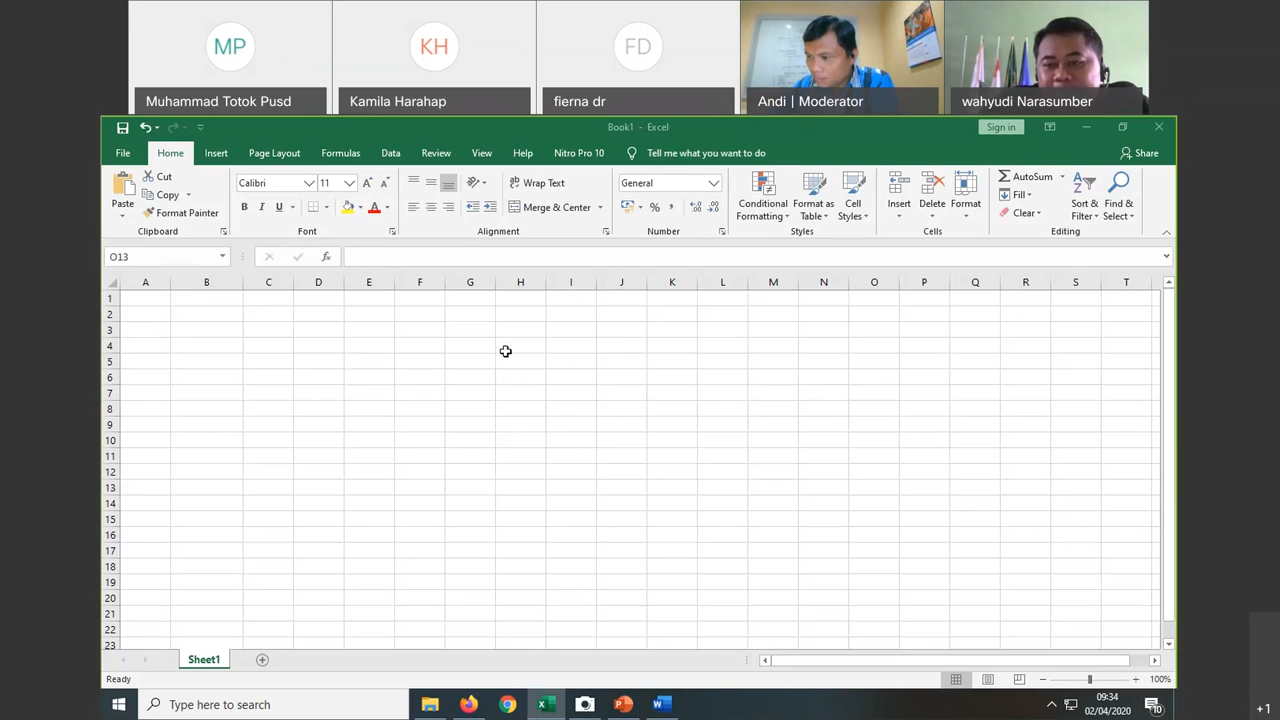 MP
KH
FD
Muhammad Totok Pusd
Kamila Harahap
fierna dr
Andi | Moderator
wahyudi Narasumber
Book1 - Excel
Sign in
File
Home
Insert
Page Layout
Formulas
Data
Review
View
Help
Nitro Pro 10
Tell me what you want to do
Share
Paste
Cut
Copy
Format Painter
Clipboard
Calibri
11
B I U
Font
Wrap Text
Merge & Center
Alignment
General
Number
Conditional
Formatting
Format as
Table
Cell
Styles
Styles
Insert
Delete
Format
Cells
AutoSum
Fill
Clear
Sort &
Filter
Find &
Select
Editing
O13
fx
A B C D E F G H I J K L M N O P Q R S T
1
2
3
4
5
6
7
8
9
10
11
12
13
14
15
16
17
18
19
20
21
22
23
Sheet1
Ready
100%
Type here to search
09:34
02/04/2020
10
+1